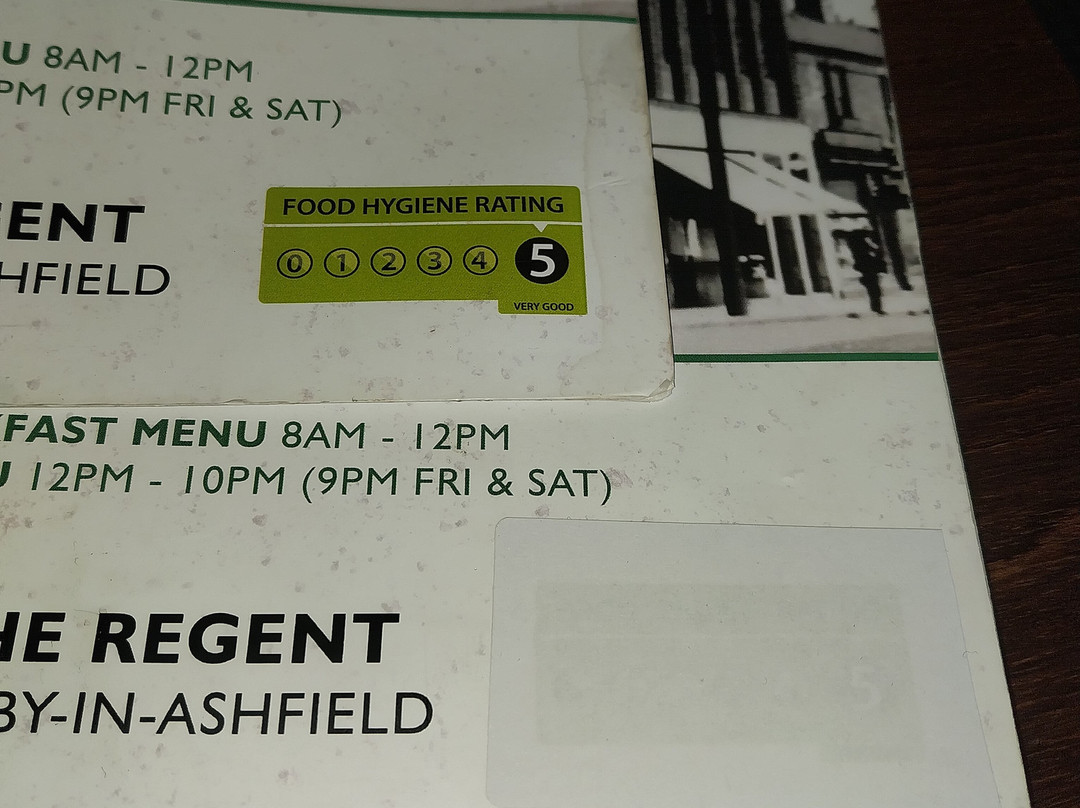 U 8AM - 12PM
PM (9PM FRI & SAT)
ENT
HFIELD
FOOD HYGIENE RATING
0 1 2 3 4 5
VERY GOOD
FAST MENU 8AM - 12PM
U 12PM - 10PM (9PM FRI & SAT)
HE REGENT
BY-IN-ASHFIELD
5